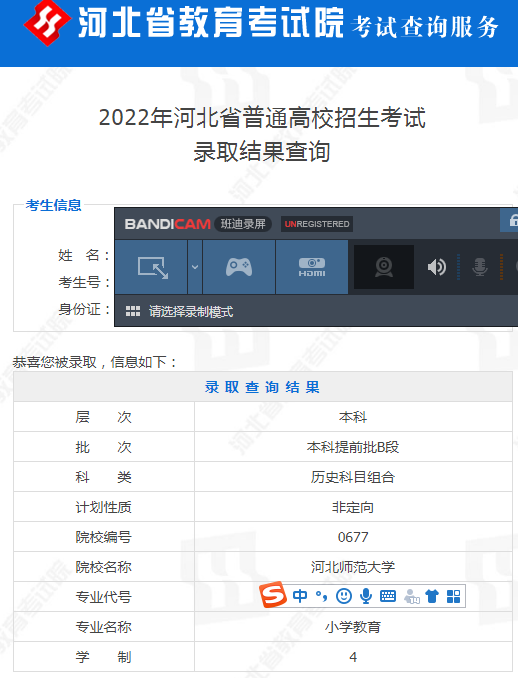 河北省教育考试院 考试查询服务
2022年河北省普通高校招生考试
录取结果查询
考生信息
BANDICAM 班迪录屏 UNREGISTERED
姓 名：
HDMI
考生号：
身份证：
请选择录制模式
恭喜您被录取，信息如下：
录取查询结果
层 次 本科
批 次 本科提前批B段
科 类 历史科目组合
计划性质 非定向
院校编号 0677
院校名称 河北师范大学
专业代号 中
专业名称 小学教育
学 制 4